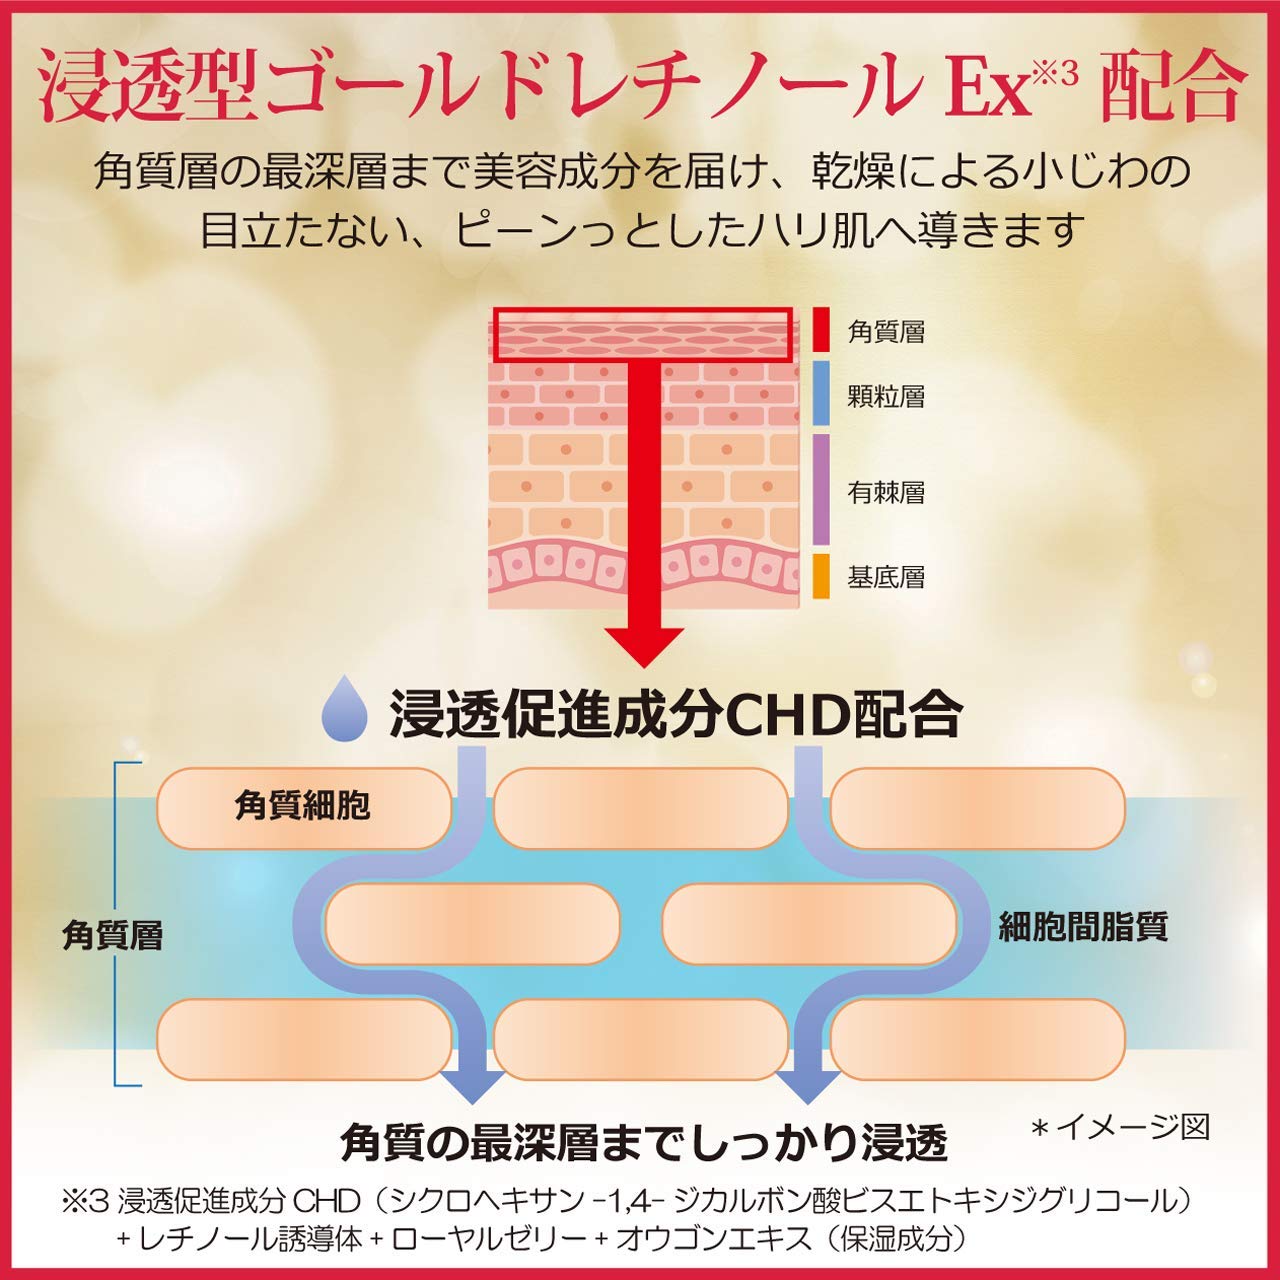 浸透型ゴールドレチノールEx※3 配合
角質層の最深層まで美容成分を届け、乾燥による小じわの
目立たない、ピーンっとしたハリ肌へ導きます
角質層
顆粒層
有棘層
基底層
浸透促進成分CHD配合
角質細胞
角質層
細胞間脂質
角質の最深層までしっかり浸透
＊イメージ図
※3 浸透促進成分CHD（シクロヘキサン-1,4-ジカルボン酸ビスエトキシジグリコール）
+レチノール誘導体+ローヤルゼリー+オウゴンエキス（保湿成分）